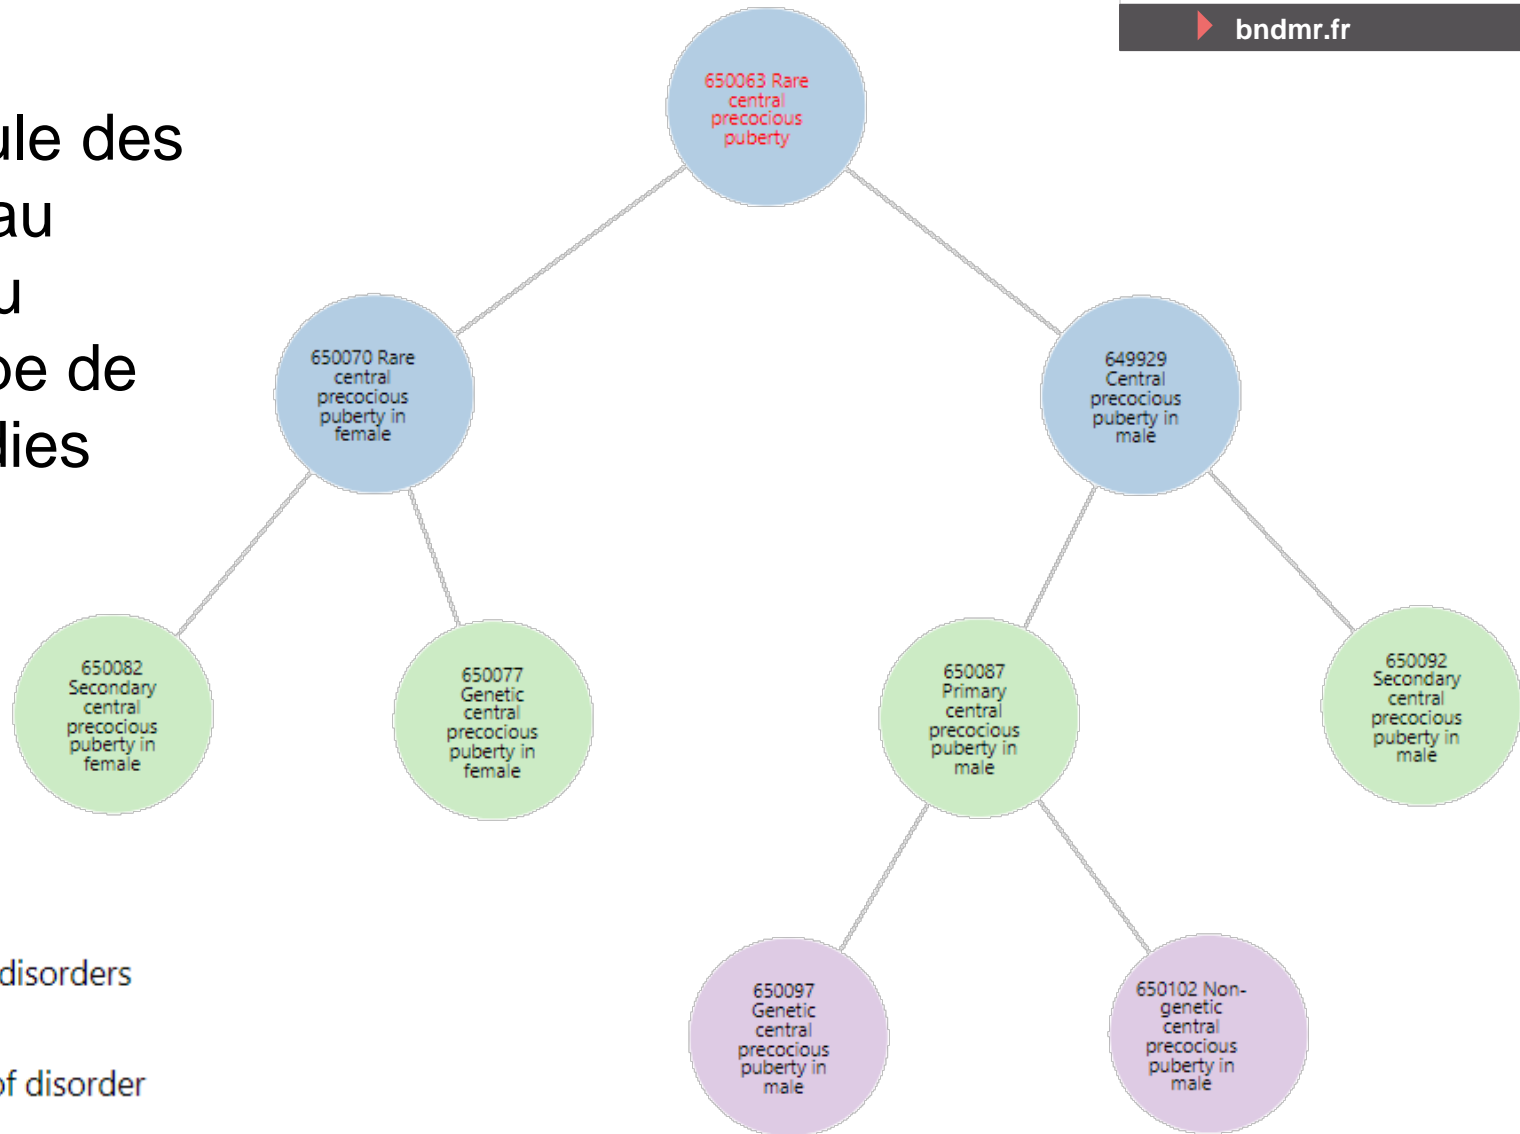 bndmr.fr
ule des
au
u
pe de
dies
650063 Rare
central
precocious
puberty
650070 Rare
central
precocious
puberty in
female
649929
Central
precocious
puberty in
male
650082
Secondary
central
precocious
puberty in
female
650077
Genetic
central
precocious
puberty in
female
650087
Primary
central
precocious
puberty in
male
650092
Secondary
central
precocious
puberty in
male
disorders
of disorder
650097
Genetic
central
precocious
puberty in
male
650102 Non-
genetic
central
precocious
puberty in
male